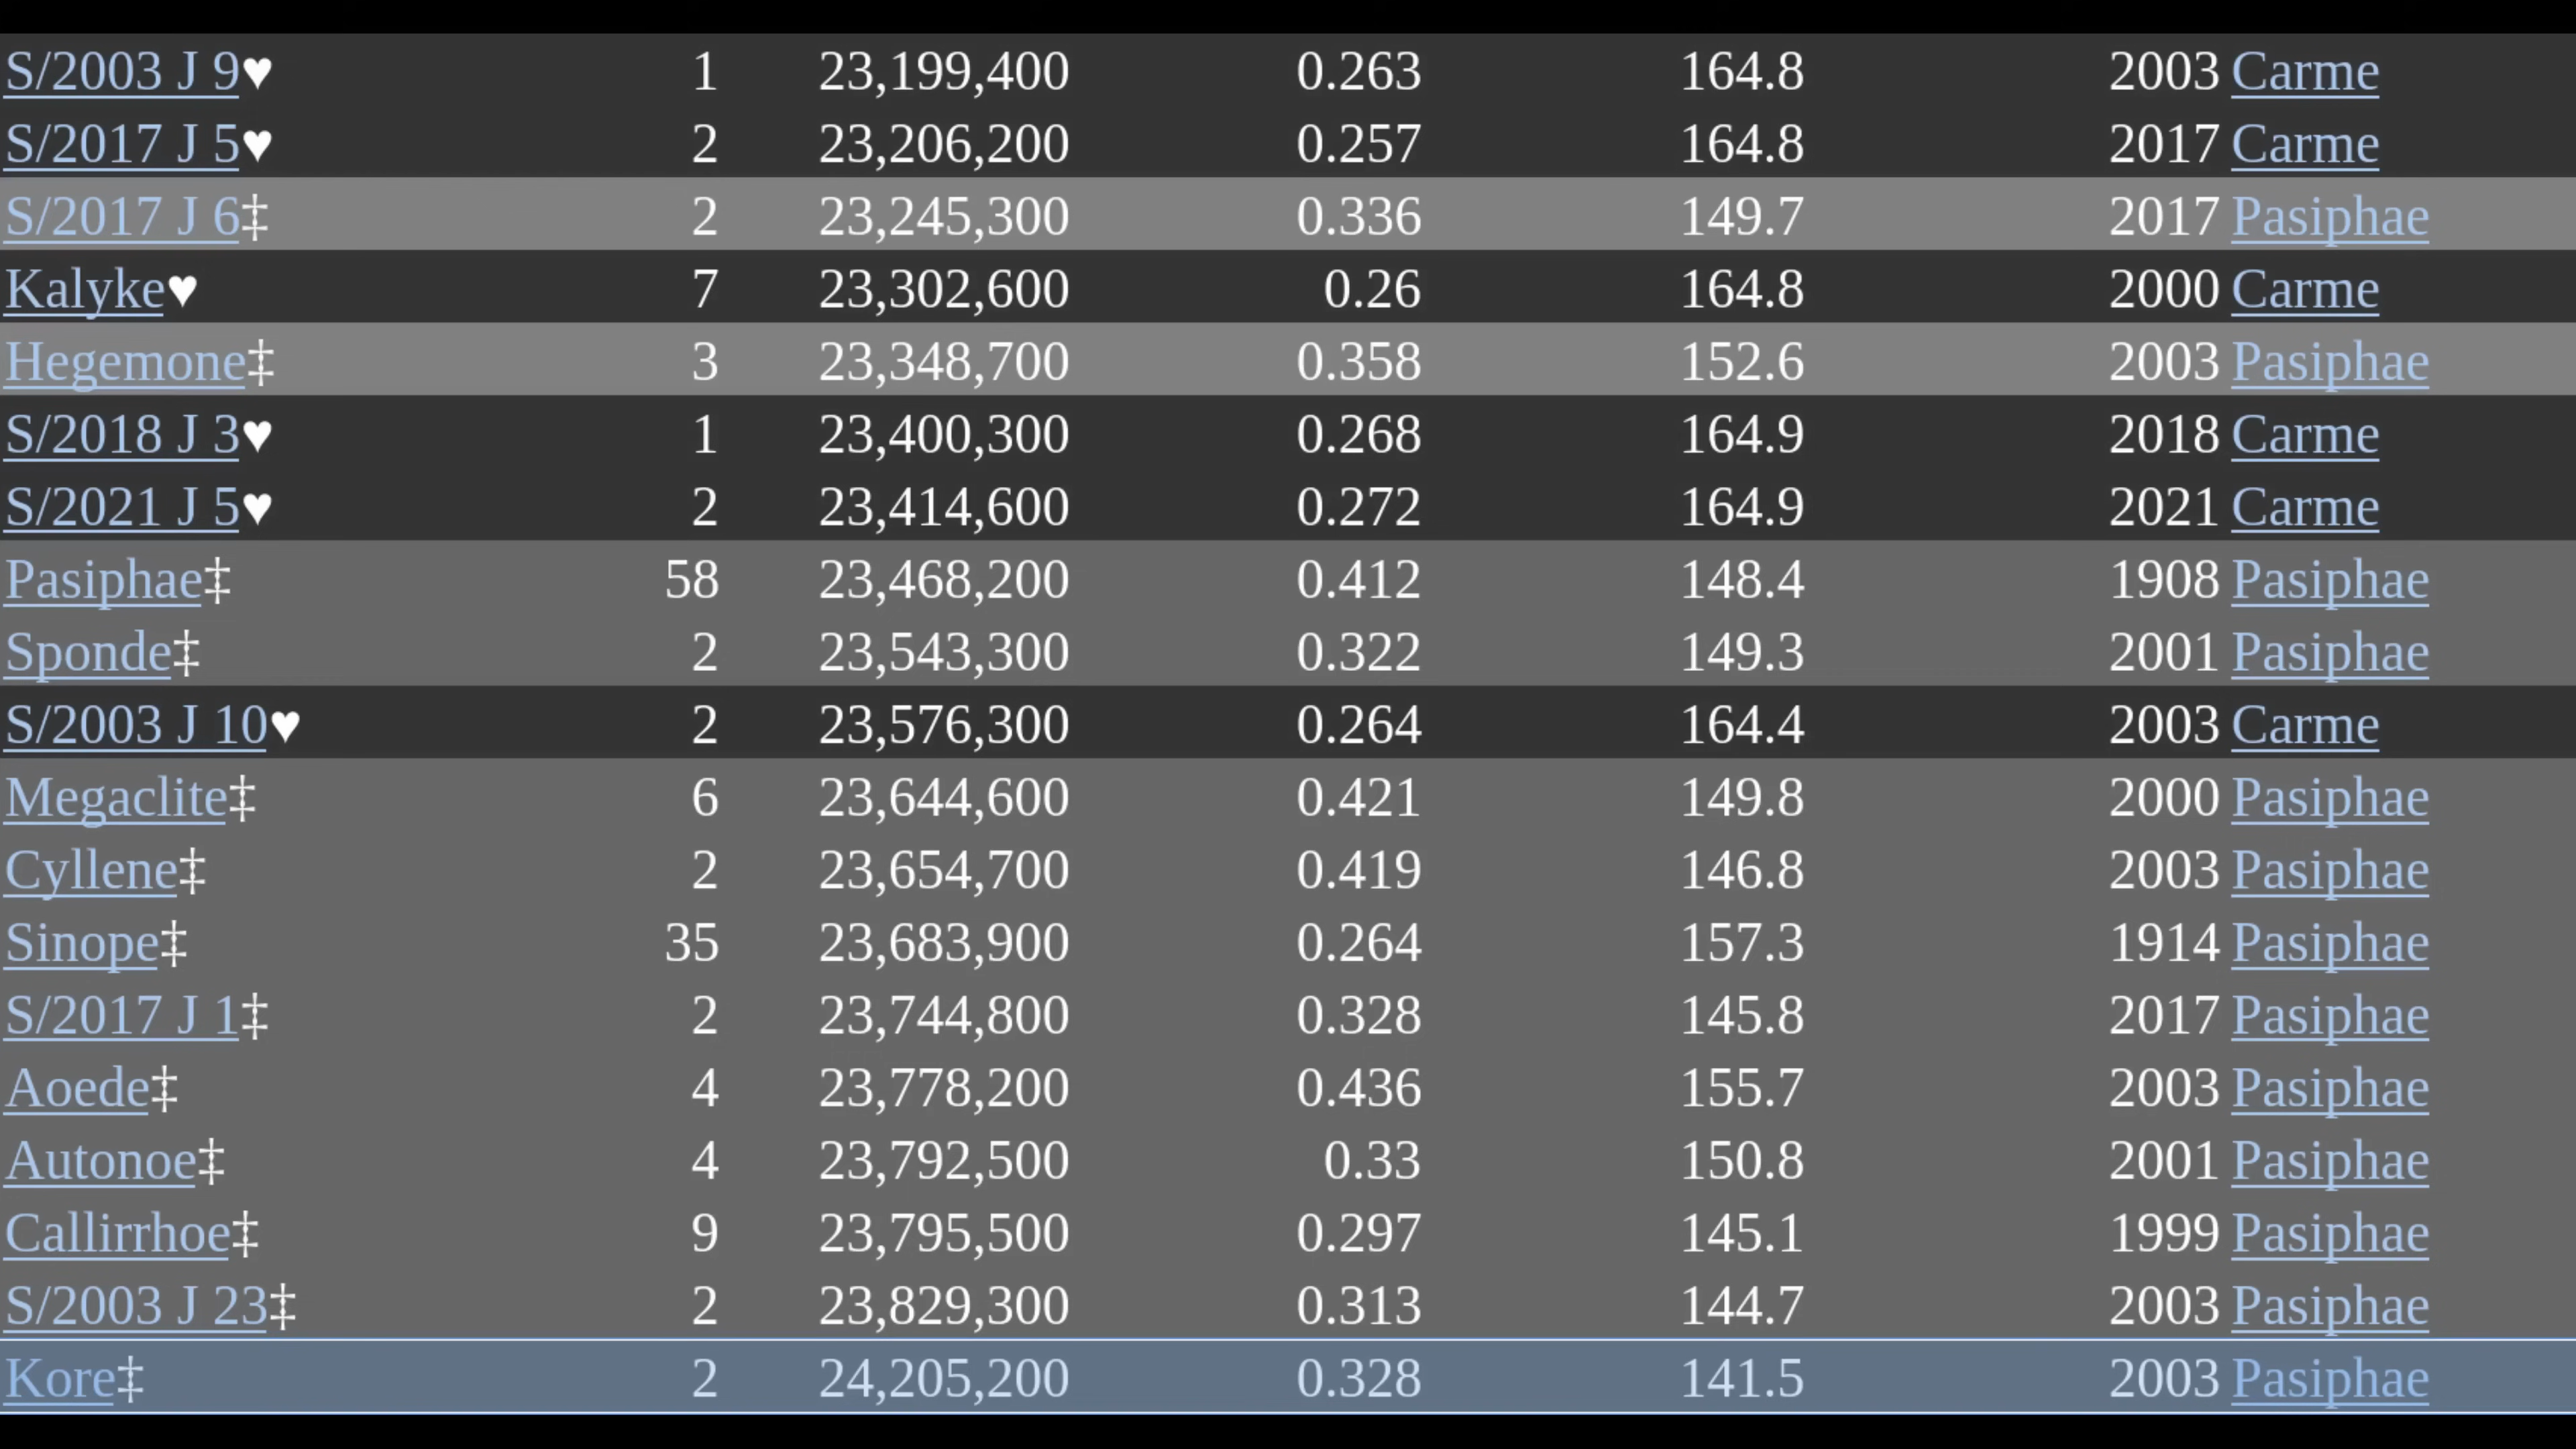 S/2003 J 9♥ 1 23,199,400 0.263 164.8 2003 Carme
S/2017 J 5♥ 2 23,206,200 0.257 164.8 2017 Carme
S/2017 J 6‡ 2 23,245,300 0.336 149.7 2017 Pasiphae
Kalyke♥ 7 23,302,600 0.26 164.8 2000 Carme
Hegemone‡ 3 23,348,700 0.358 152.6 2003 Pasiphae
S/2018 J 3♥ 1 23,400,300 0.268 164.9 2018 Carme
S/2021 J 5♥ 2 23,414,600 0.272 164.9 2021 Carme
Pasiphae‡ 58 23,468,200 0.412 148.4 1908 Pasiphae
Sponde‡ 2 23,543,300 0.322 149.3 2001 Pasiphae
S/2003 J 10♥ 2 23,576,300 0.264 164.4 2003 Carme
Megaclite‡ 6 23,644,600 0.421 149.8 2000 Pasiphae
Cyllene‡ 2 23,654,700 0.419 146.8 2003 Pasiphae
Sinope‡ 35 23,683,900 0.264 157.3 1914 Pasiphae
S/2017 J 1‡ 2 23,744,800 0.328 145.8 2017 Pasiphae
Aoede‡ 4 23,778,200 0.436 155.7 2003 Pasiphae
Autonoe‡ 4 23,792,500 0.33 150.8 2001 Pasiphae
Callirrhoe‡ 9 23,795,500 0.297 145.1 1999 Pasiphae
S/2003 J 23‡ 2 23,829,300 0.313 144.7 2003 Pasiphae
Kore‡ 2 24,205,200 0.328 141.5 2003 Pasiphae